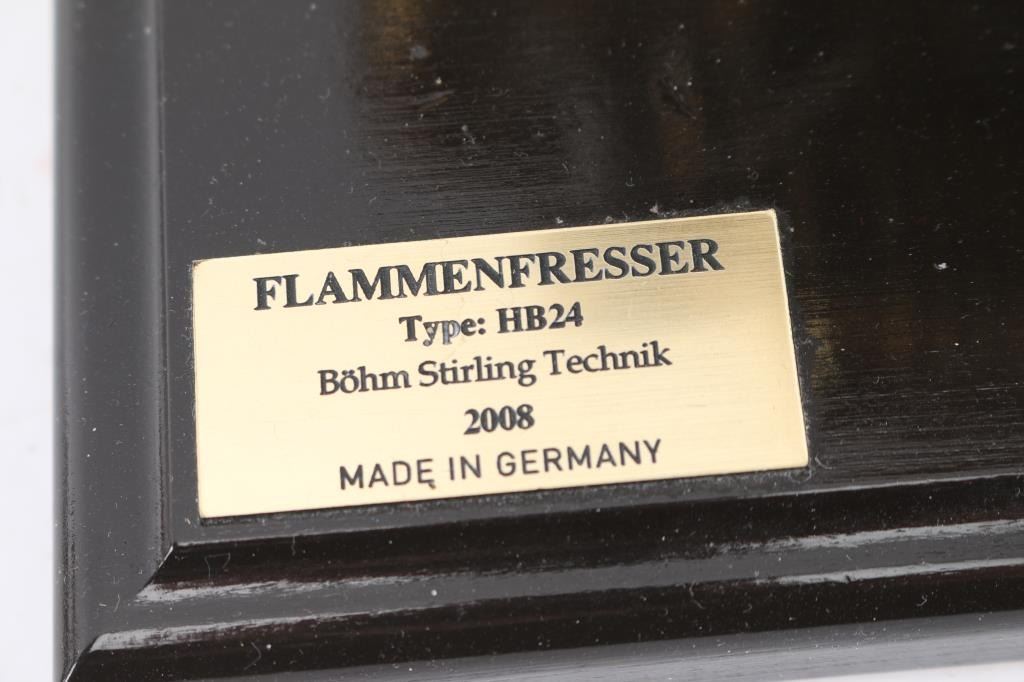 FLAMMENFRESSER
Type: HB24
Böhm Stirling Technik
2008
MADE IN GERMANY